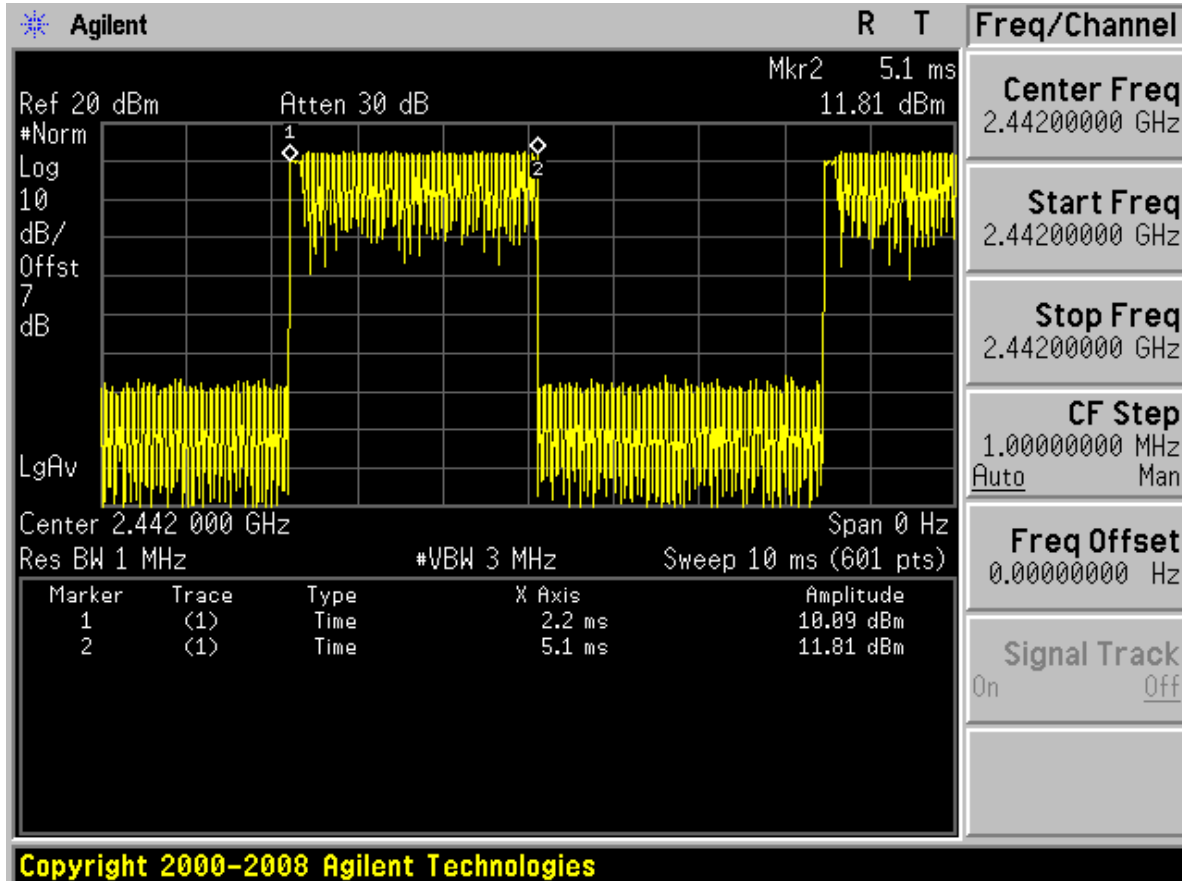 Agilent R T
Mkr2 5.1 ms
Ref 20 dBm Atten 30 dB 11.81 dBm
#Norm
Log
10
dB/
Offst
7
dB
LgAv
1
2
Center 2.442 000 GHz Span 0 Hz
Res BW 1 MHz #VBW 3 MHz Sweep 10 ms (601 pts)
Marker Trace Type X Axis Amplitude
1 (1) Time 2.2 ms 10.09 dBm
2 (1) Time 5.1 ms 11.81 dBm
Freq/Channel
Center Freq
2.44200000 GHz
Start Freq
2.44200000 GHz
Stop Freq
2.44200000 GHz
CF Step
1.00000000 MHz
Auto Man
Freq Offset
0.00000000 Hz
Signal Track
On Off
Copyright 2000-2008 Agilent Technologies